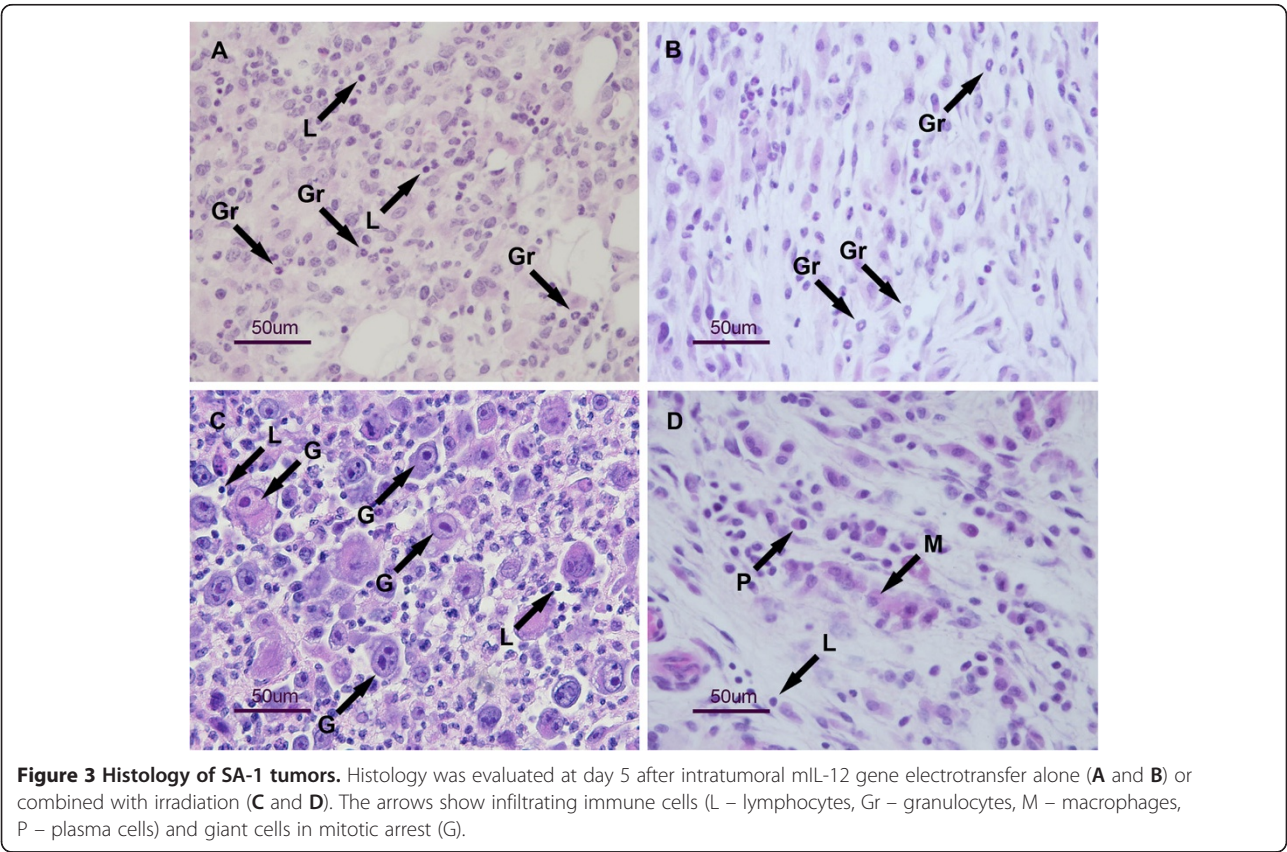 A
L
Gr
Gr
L
Gr
50um
B
Gr
Gr
Gr
50um
C
L
G
G
G
L
G
50um
D
M
P
L
50um
Figure 3 Histology of SA-1 tumors. Histology was evaluated at day 5 after intratumoral mIL-12 gene electrotransfer alone (A and B) or
combined with irradiation (C and D). The arrows show infiltrating immune cells (L – lymphocytes, Gr – granulocytes, M – macrophages,
P – plasma cells) and giant cells in mitotic arrest (G).